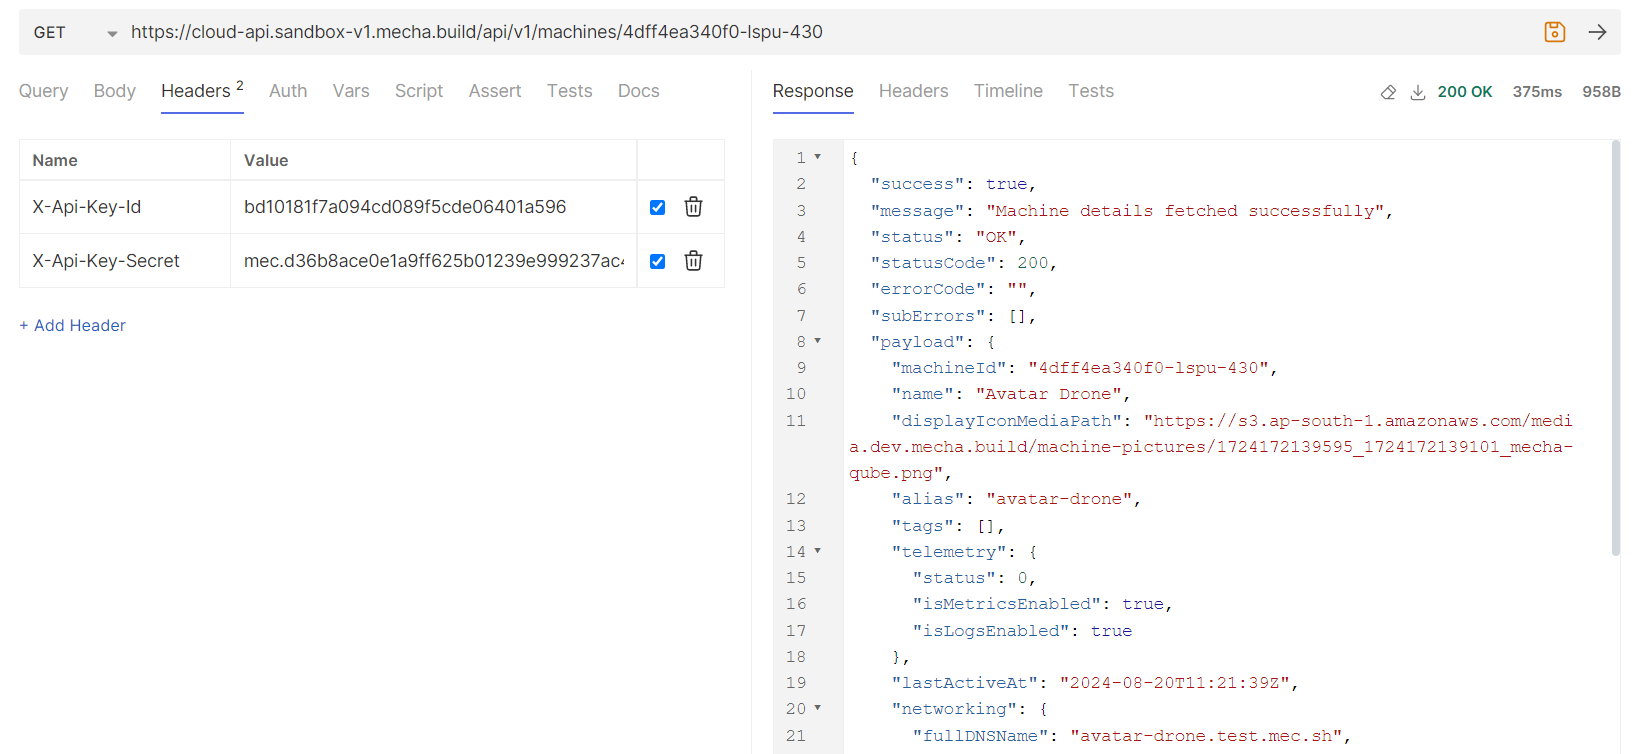 GET https://cloud-api.sandbox-v1.mecha.build/api/v1/machines/4dff4ea340f0-lspu-430
Query Body Headers 2 Auth Vars Script Assert Tests Docs
Name Value
X-Api-Key-Id bd10181f7a094cd089f5cde06401a596
X-Api-Key-Secret mec.d36b8ace0e1a9ff625b01239e999237ac4
+ Add Header
Response Headers Timeline Tests 200 OK 375ms 958B
1 {
2 "success": true,
3 "message": "Machine details fetched successfully",
4 "status": "OK",
5 "statusCode": 200,
6 "errorCode": "",
7 "subErrors": [],
8 "payload": {
9 "machineId": "4dff4ea340f0-lspu-430",
10 "name": "Avatar Drone",
11 "displayIconMediaPath": "https://s3.ap-south-1.amazonaws.com/medi
a.dev.mecha.build/machine-pictures/1724172139595_1724172139101_mecha-
qube.png",
12 "alias": "avatar-drone",
13 "tags": [],
14 "telemetry": {
15 "status": 0,
16 "isMetricsEnabled": true,
17 "isLogsEnabled": true
18 },
19 "lastActiveAt": "2024-08-20T11:21:39Z",
20 "networking": {
21 "fullDNSName": "avatar-drone.test.mec.sh",